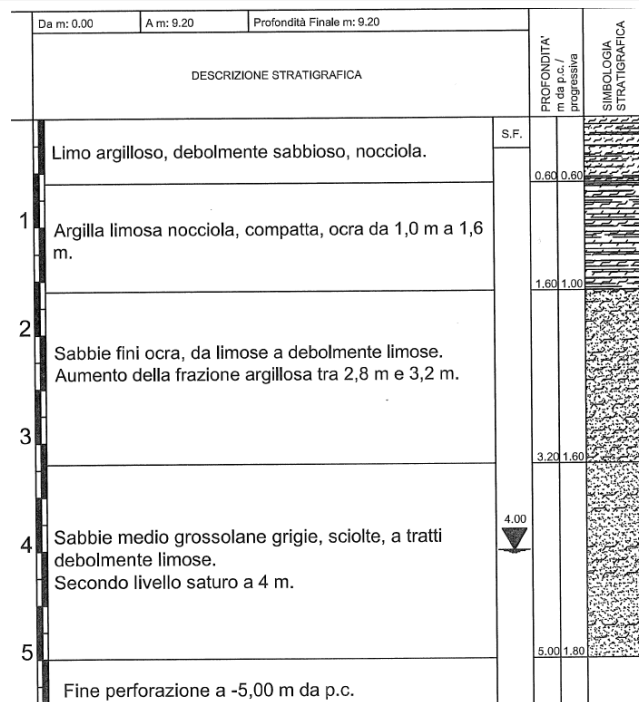 Da m: 0.00 A m: 9.20 Profondità Finale m: 9.20
DESCRIZIONE STRATIGRAFICA
PROFONDITA'
m da p.c. /
progressiva
SIMBOLOGIA
STRATIGRAFICA
S.F.
Limo argilloso, debolmente sabbioso, nocciola.
0.60 0.60
1
Argilla limosa nocciola, compatta, ocra da 1,0 m a 1,6
m.
1.60 1.00
2
Sabbie fini ocra, da limose a debolmente limose.
Aumento della frazione argillosa tra 2,8 m e 3,2 m.
3
3.20 1.60
4.00
4
Sabbie medio grossolane grigie, sciolte, a tratti
debolmente limose.
Secondo livello saturo a 4 m.
5
5.00 1.80
Fine perforazione a -5,00 m da p.c.